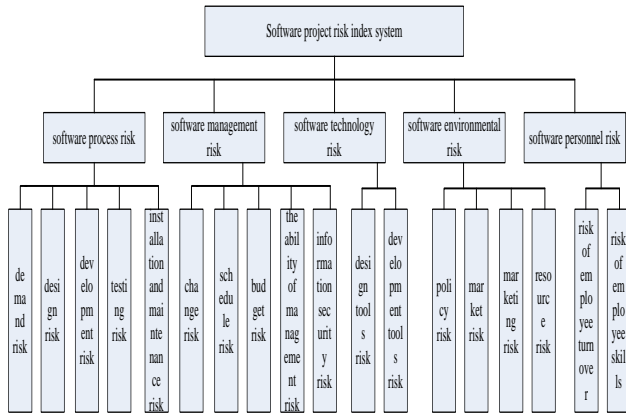 Software project risk index system
software process risk
software management
risk
software technology
risk
software environmental
risk
software personnel risk
de
ma
nd
risk
desi
gn
risk
dev
elo
pm
ent
risk
testi
ng
risk
inst
allat
ion
and
mai
nte
nan
ce
risk
cha
nge
risk
sch
edu
le
risk
bud
get
risk
the
abil
ity
of
ma
nag
eme
nt
risk
info
rma
tion
sec
urit
y
risk
desi
gn
tool
s
risk
dev
elo
pm
ent
tool
s
risk
poli
cy
risk
mar
ket
risk
mar
keti
ng
risk
res
our
c e
risk
risk
of
em
plo
yee
turn
ove
r
risk
of
em
plo
yee
skil
ls